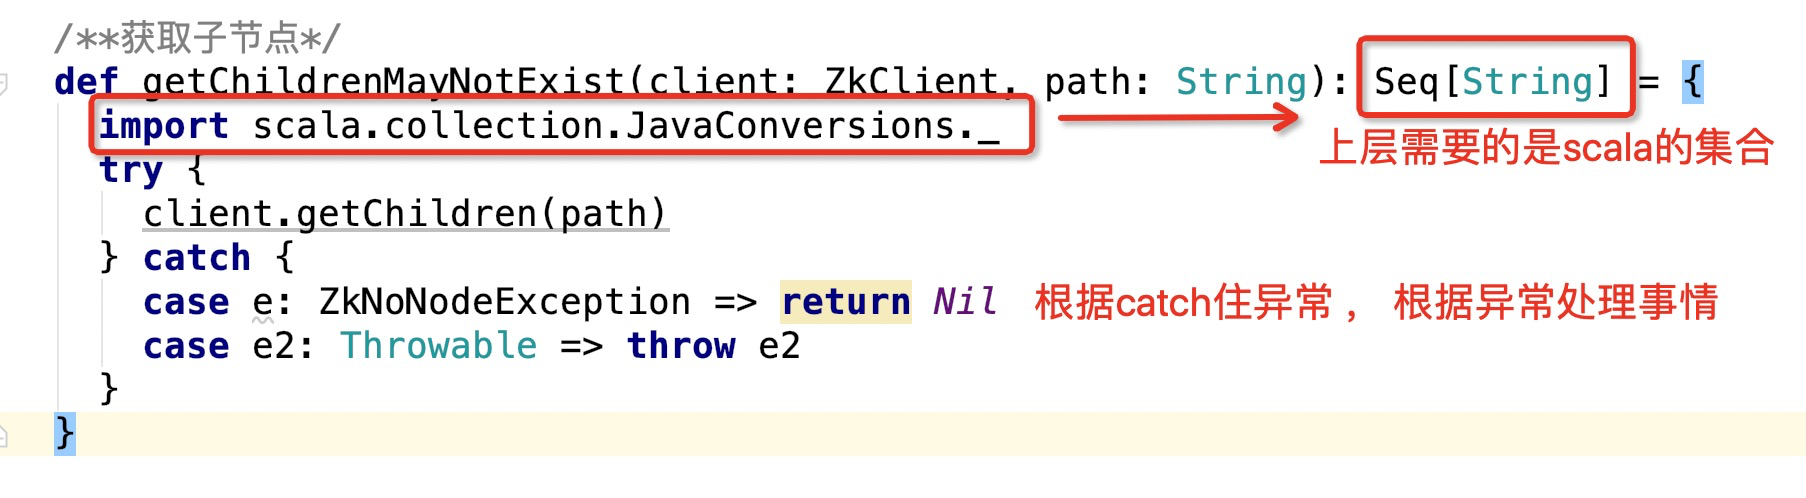 /**获取子节点*/
def getChildrenMayNotExist(client: ZkClient, path: String): Seq[String] = {
import scala.collection.JavaConversions._
上层需要的是scala的集合
try {
client.getChildren(path)
} catch {
case e: ZkNoNodeException => return Nil 根据catch住异常， 根据异常处理事情
case e2: Throwable => throw e2
}
}